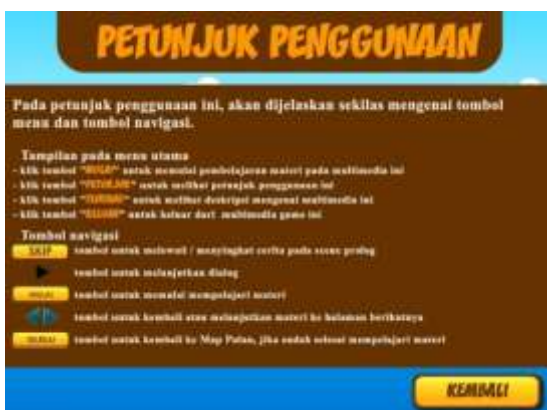 PETUNJUK PENGGUNAAN
Pada petunjuk penggunaan ini, akan dijelaskan sekilas mengenai tombol
menu dan tombol navigasi.
Tampilan pada menu utama
- klik tombol "MULAI" untuk memulai pembelajaran materi pada multimedia ini
- klik tombol "PETUNJUK" untuk melihat petunjuk penggunaan ini
- klik tombol untuk melihat deskripsi mengenai multimedia ini
- klik tombol "KELUAR" untuk keluar dari multimedia game ini
Tombol navigasi
SKIP tombol untuk melewati / menyingkat cerita pada scene prolog
tombol untuk melanjutkan dialog
MULAI tombol untuk memulai mempelajari materi
tombol untuk kembali atau melanjutkan materi ke halaman berikutnya
tombol untuk kembali ke Map Pulau, jika sudah selesai mempelajari materi
KEMBALI